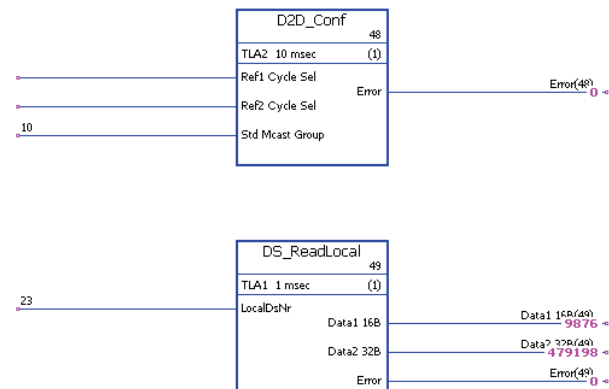 D2D_Conf
48
TLA2 10 msec (1)
Ref1 Cycle Sel
Error
Error(48)
0
Ref2 Cycle Sel
10
Std Mcast Group
DS_ReadLocal
49
TLA1 1 msec (1)
23
LocalDsNr
Data1 16B
Data1 16B(49)
9876
Data2 32B
Data2 32B(49)
479198
Error
Error(49)
0